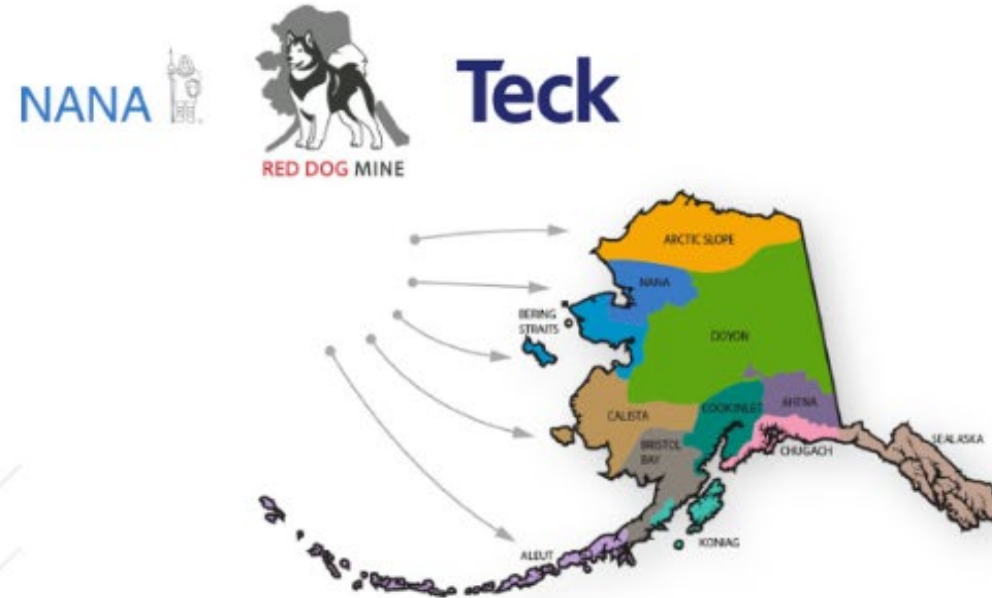 NANA
RED DOG MINE
Teck
ARCTIC SLOPE
NANA
BERING
STRAITS
DOYON
CALISTA
COOK INLET
AHTNA
BRISTOL
BAY
CHUGACH
SEALASKA
KONIAG
ALEUT